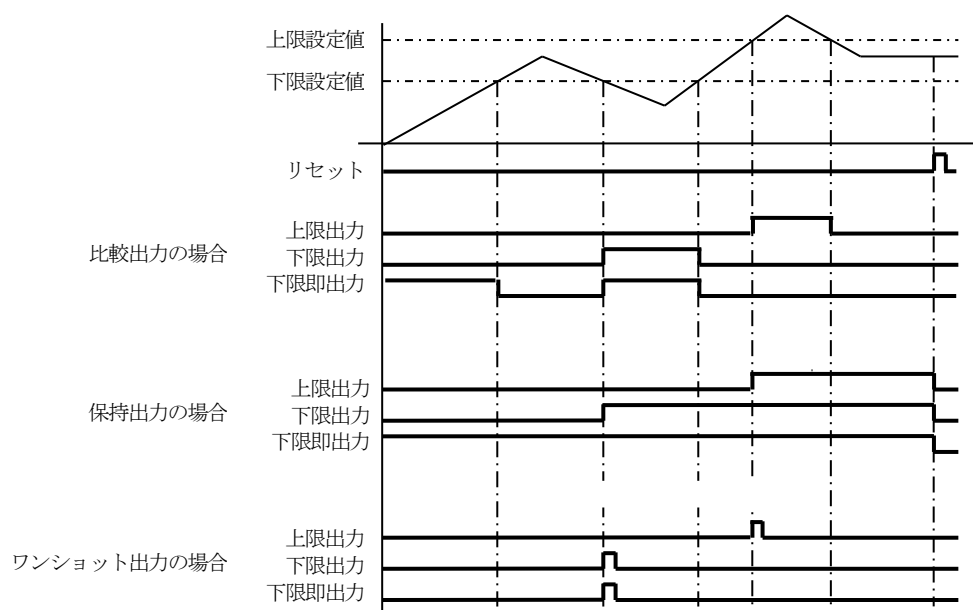 上限設定値
下限設定値
リセット
比較出力の場合
上限出力
下限出力
下限即出力
保持出力の場合
上限出力
下限出力
下限即出力
ワンショット出力の場合
上限出力
下限出力
下限即出力